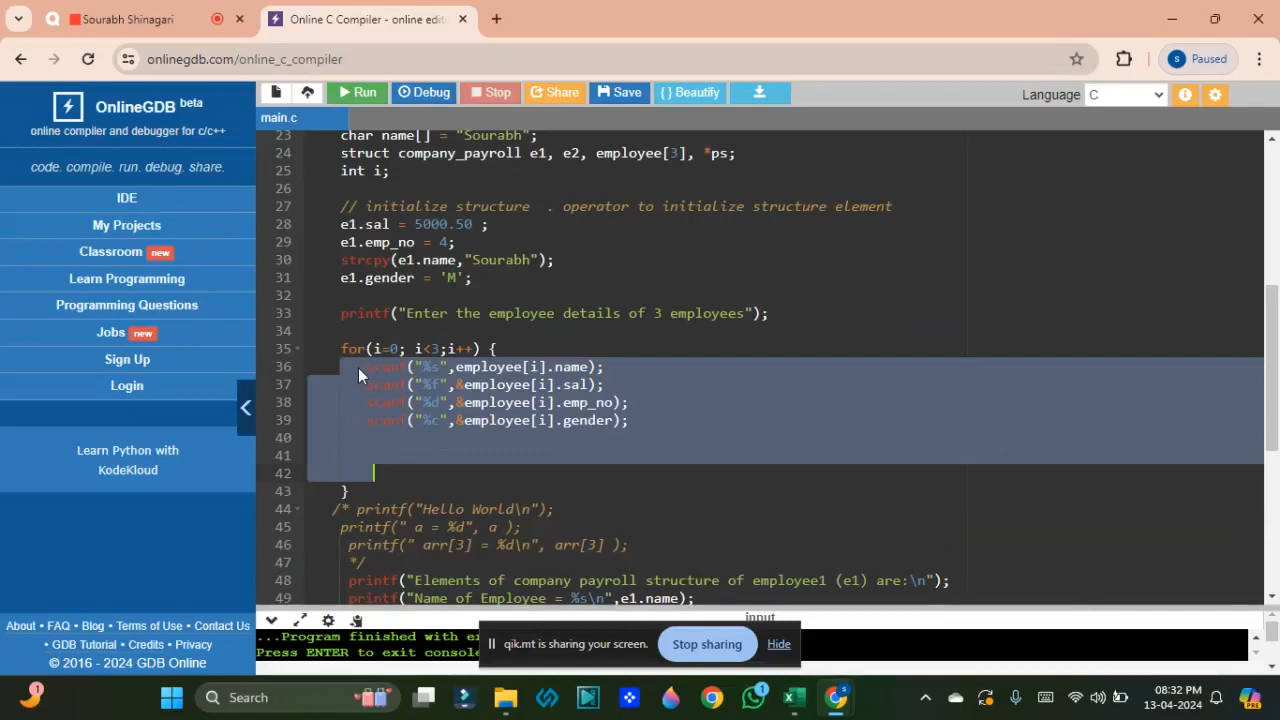 Sourabh Shinagari
Online C Compiler - online edit
onlinegdb.com/online_c_compiler
S Paused
OnlineGDB beta
online compiler and debugger for c/c++
code. compile. run. debug. share.
IDE
My Projects
Classroom new
Learn Programming
Programming Questions
Jobs new
Sign Up
Login
Learn Python with
KodeKloud
About • FAQ • Blog • Terms of Use • Contact Us
• GDB Tutorial • Credits • Privacy
© 2016 - 2024 GDB Online
Run Debug Stop Share Save { } Beautify
Language C
main.c
23 char name[] = "Sourabh";
24 struct company_payroll e1, e2, employee[3], *ps;
25 int i;
26
27 // initialize structure . operator to initialize structure element
28 e1.sal = 5000.50 ;
29 e1.emp_no = 4;
30 strcpy(e1.name,"Sourabh");
31 e1.gender = 'M';
32
33 printf("Enter the employee details of 3 employees");
34
35 for(i=0; i<3;i++) {
36 scanf("%s",employee[i].name);
37 scanf("%f",&employee[i].sal);
38 scanf("%d",&employee[i].emp_no);
39 scanf("%c",&employee[i].gender);
40
41
42
43 }
44 /* printf("Hello World\n");
45 printf(" a = %d", a );
46 printf(" arr[3] = %d\n", arr[3] );
47 */
48 printf("Elements of company payroll structure of employee1 (e1) are:\n");
49 printf("Name of Employee = %s\n",e1.name);
input
...Program finished with ex
Press ENTER to exit console
qik.mt is sharing your screen. Stop sharing Hide
1
Search
1
08:32 PM
13-04-2024
PRE